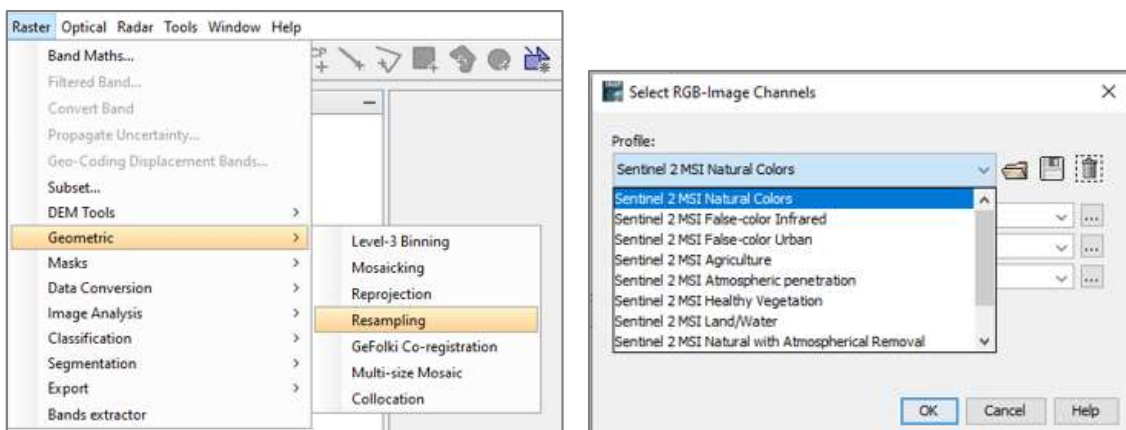 Raster Optical Radar Tools Window Help
Band Maths...
Filtered Band...
Convert Band
Propagate Uncertainty...
Geo-Coding Displacement Bands...
Subset...
DEM Tools
Geometric
Masks
Data Conversion
Image Analysis
Classification
Segmentation
Export
Bands extractor
Level-3 Binning
Mosaicking
Reprojection
Resampling
GeFolki Co-registration
Multi-size Mosaic
Collocation
Select RGB-Image Channels
Profile:
Sentinel 2 MSI Natural Colors
Sentinel 2 MSI Natural Colors
Sentinel 2 MSI False-color Infrared
Sentinel 2 MSI False-color Urban
Sentinel 2 MSI Agriculture
Sentinel 2 MSI Atmospheric penetration
Sentinel 2 MSI Healthy Vegetation
Sentinel 2 MSI Land/Water
Sentinel 2 MSI Natural with Atmospherical Removal
...
...
...
OK Cancel Help